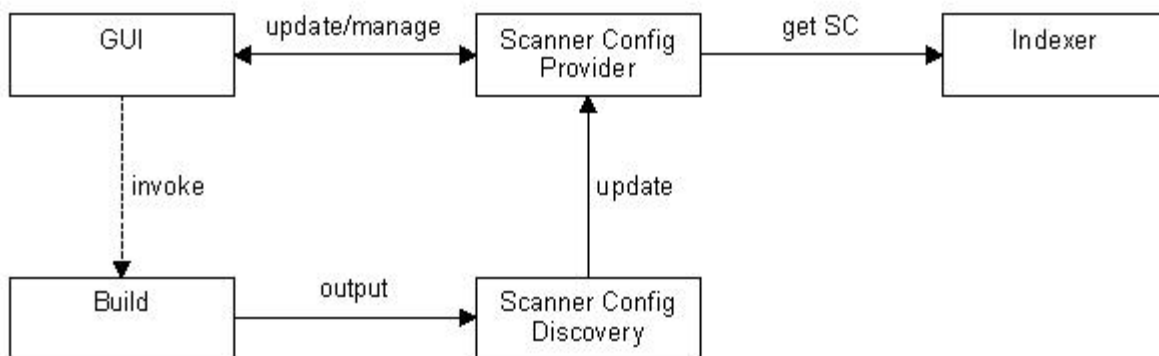 GUI
update/manage
Scanner Config
Provider
get SC
Indexer
invoke
update
Build
output
Scanner Config
Discovery